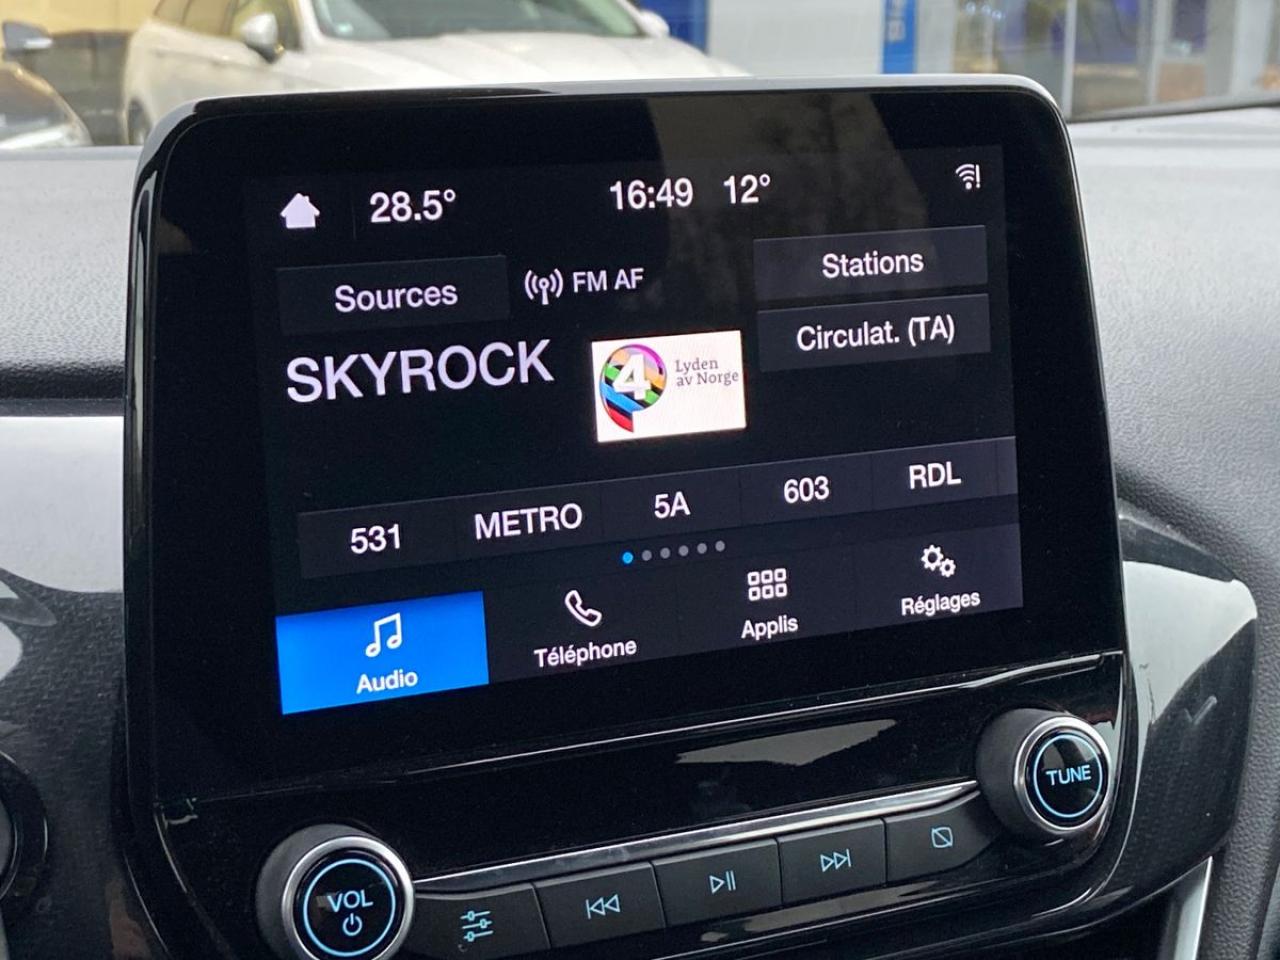 28.5° 16:49 12°
Sources FM AF Stations
Circulat. (TA)
SKYROCK
4 Lyden
av Norge
531 METRO 5A 603 RDL
Audio Téléphone Applis Réglages
VOL TUNE